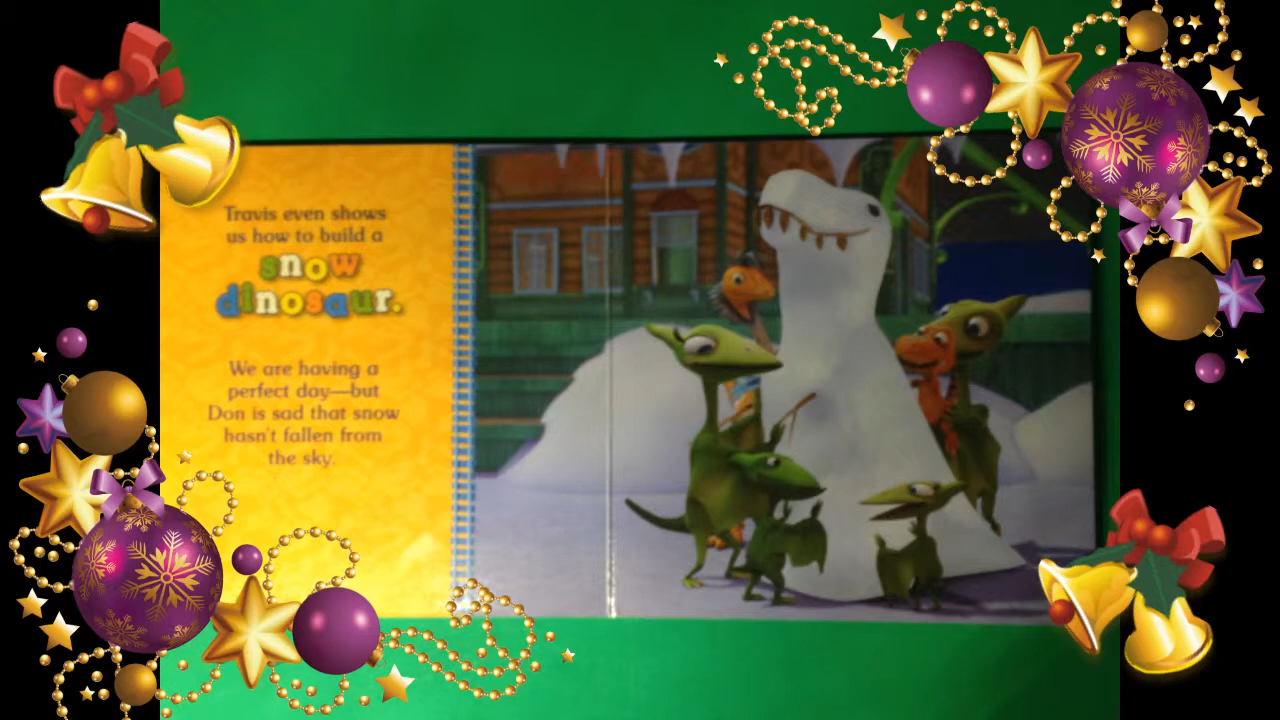 Travis even shows
us how to build a
snow
dinosaur.
We are having a
perfect day—but
Don is sad that snow
hasn't fallen from
the sky.